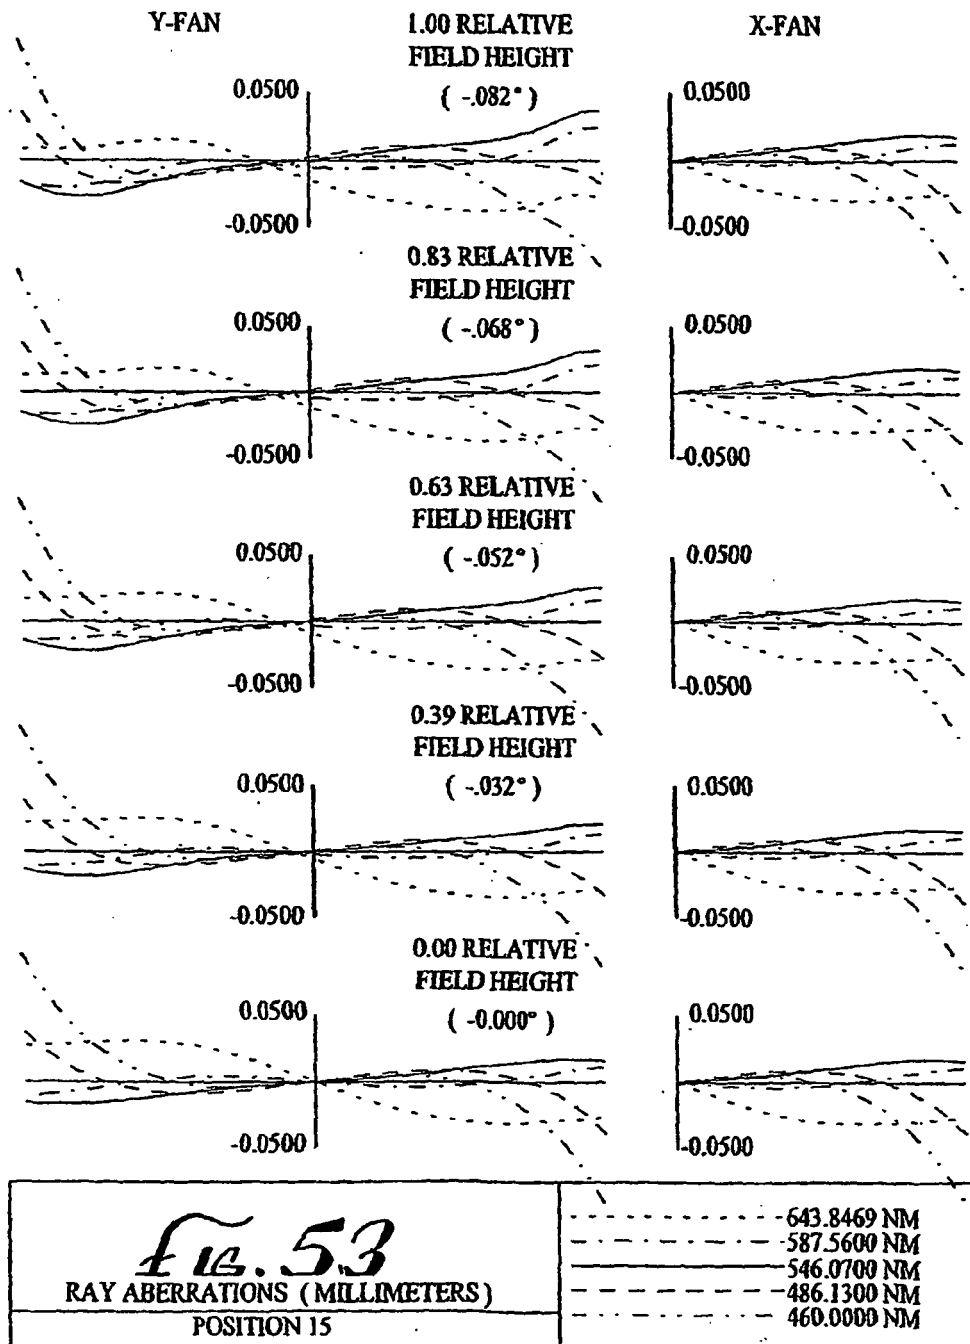 Y-FAN
1.00 RELATIVE
FIELD HEIGHT
( -.082° )
X-FAN
0.0500
0.0500
-0.0500
-0.0500
0.83 RELATIVE
FIELD HEIGHT
( -.068° )
0.0500
0.0500
-0.0500
-0.0500
0.63 RELATIVE
FIELD HEIGHT
( -.052° )
0.0500
0.0500
-0.0500
-0.0500
0.39 RELATIVE
FIELD HEIGHT
( -.032° )
0.0500
0.0500
-0.0500
-0.0500
0.00 RELATIVE
FIELD HEIGHT
( -0.000° )
0.0500
0.0500
-0.0500
-0.0500
FIG. 53
RAY ABERRATIONS ( MILLIMETERS )
POSITION 15
643.8469 NM
587.5600 NM
546.0700 NM
486.1300 NM
460.0000 NM